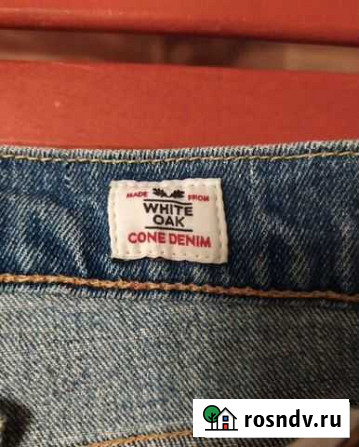 MADE FROM
WHITE
OAK
CONE DENIM
rosndv.ru